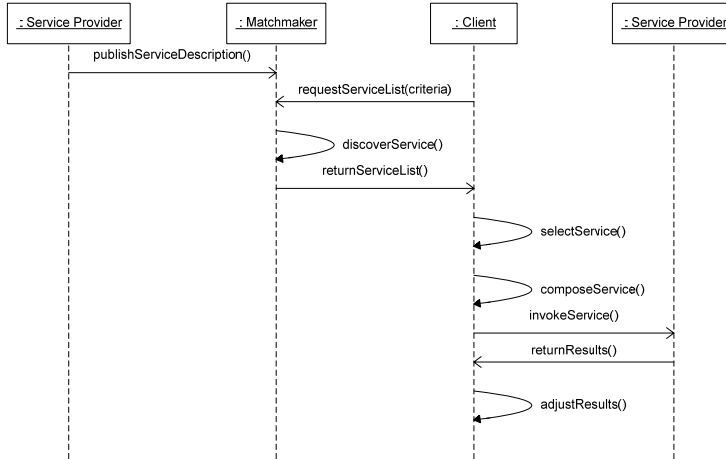 : Service Provider
: Matchmaker
: Client
: Service Provider
publishServiceDescription()
requestServiceList(criteria)
discoverService()
returnServiceList()
selectService()
composeService()
invokeService()
returnResults()
adjustResults()